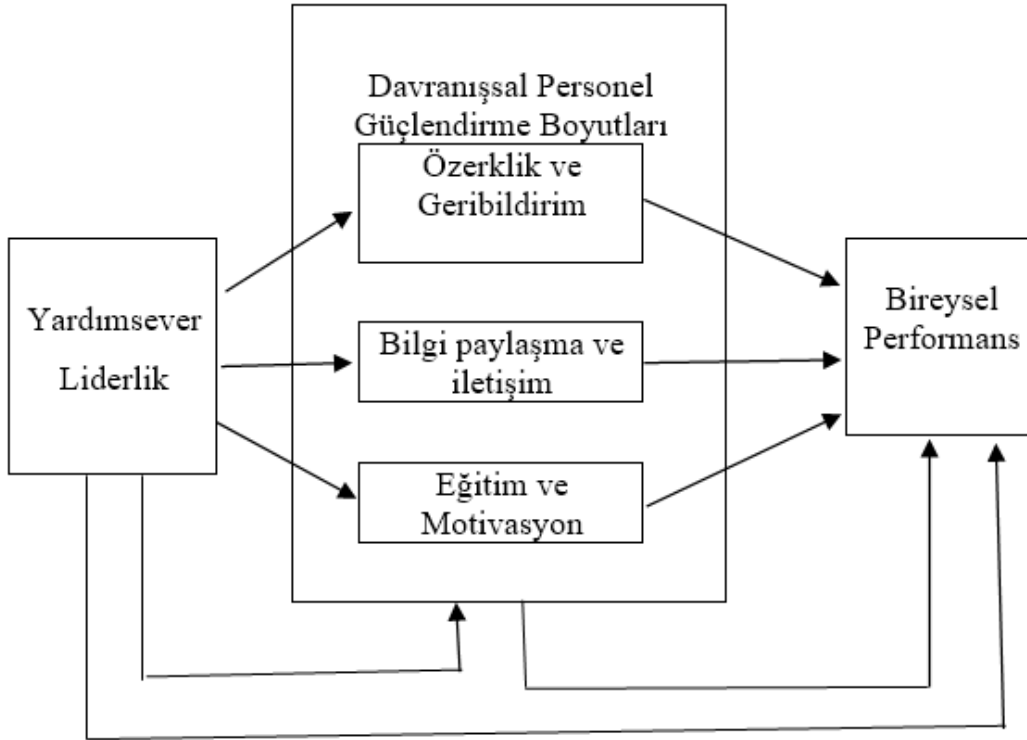 Davranışsal Personel
Güçlendirme Boyutları
Özerklik ve
Geribildirim
Yardımsever
Liderlik
Bilgi paylaşma ve
iletişim
Bireysel
Performans
Eğitim ve
Motivasyon